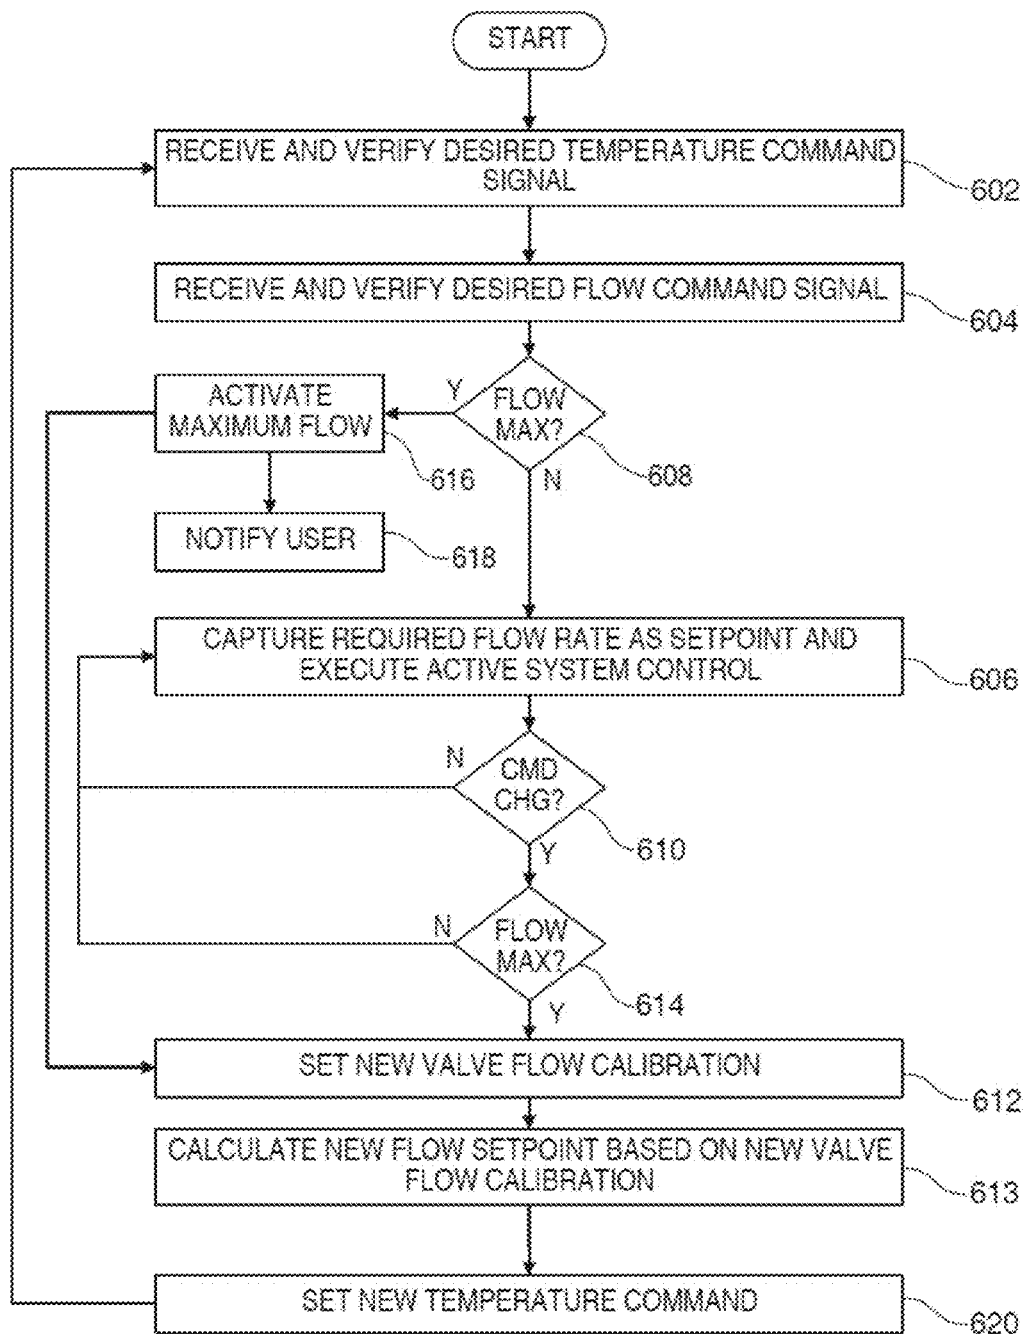 START
RECEIVE AND VERIFY DESIRED TEMPERATURE COMMAND
SIGNAL
602
RECEIVE AND VERIFY DESIRED FLOW COMMAND SIGNAL
604
ACTIVATE
MAXIMUM FLOW
616
Y
FLOW
MAX?
608
N
NOTIFY USER
618
CAPTURE REQUIRED FLOW RATE AS SETPOINT AND
EXECUTE ACTIVE SYSTEM CONTROL
606
N
CMD
CHG?
610
Y
N
FLOW
MAX?
614
Y
SET NEW VALVE FLOW CALIBRATION
612
CALCULATE NEW FLOW SETPOINT BASED ON NEW VALVE
FLOW CALIBRATION
613
SET NEW TEMPERATURE COMMAND
620